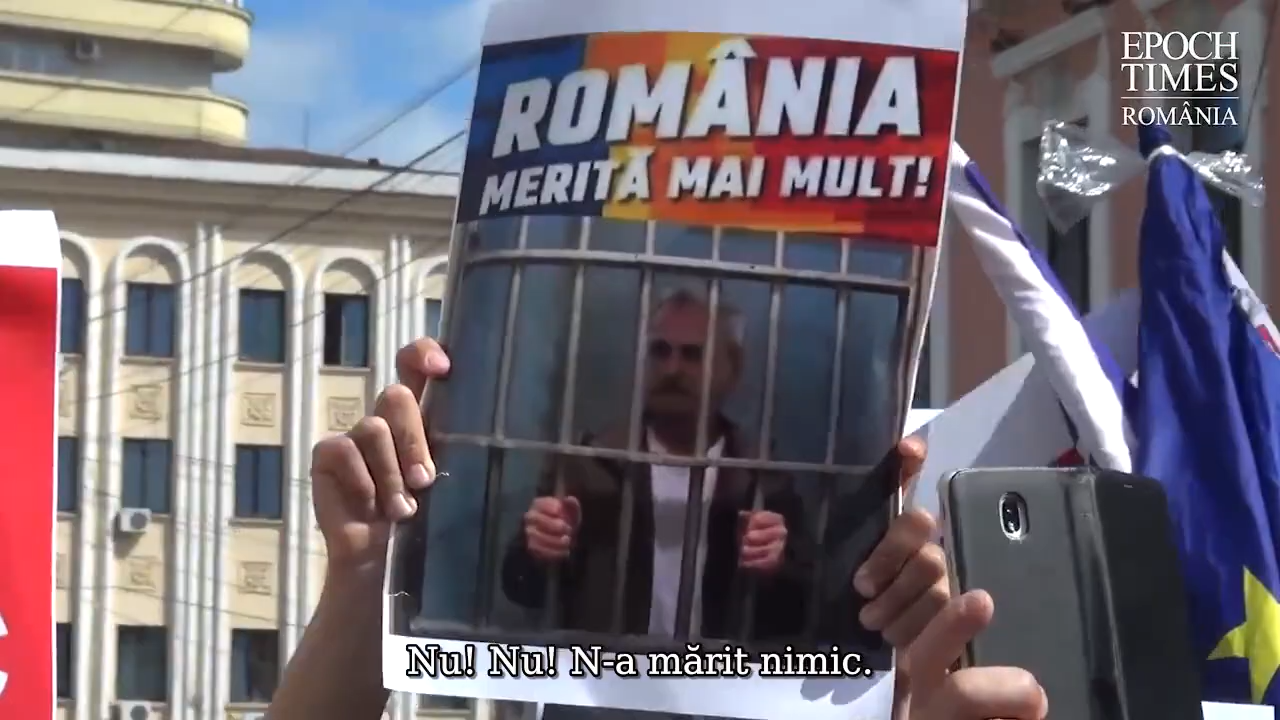 EPOCH
TIMES
ROMÂNIA
ROMÂNIA
MERITĂ MAI MULT!
Nu! Nu! N-a mărit nimic.